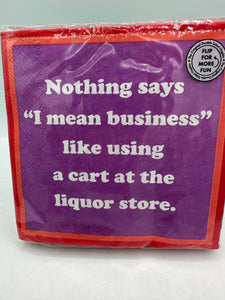 Nothing says
“I mean business”
like using
a cart at the
liquor store.
FLIP
FOR
MORE
FUN